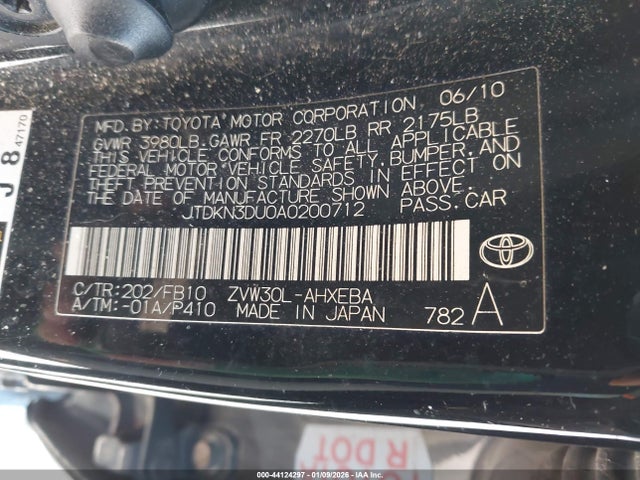 MFD. BY: TOYOTA MOTOR CORPORATION 06/10
GVWR 3980LB. GAWR FR 2270LB RR 2175LB
THIS VEHICLE CONFORMS TO ALL APPLICABLE
FEDERAL MOTOR VEHICLE SAFETY, BUMPER, AND
THEFT PREVENTION STANDARDS IN EFFECT ON
THE DATE OF MANUFACTURE SHOWN ABOVE.
JTDKN3DU0A0200712 PASS.CAR
C/TR:202/FB10 ZVW30L-AHXEBA
A/TM:-01A/P410 MADE IN JAPAN 782 A
J 8
47170
R DOT
000-44124297 - 01/09/2026 - IAA Inc.